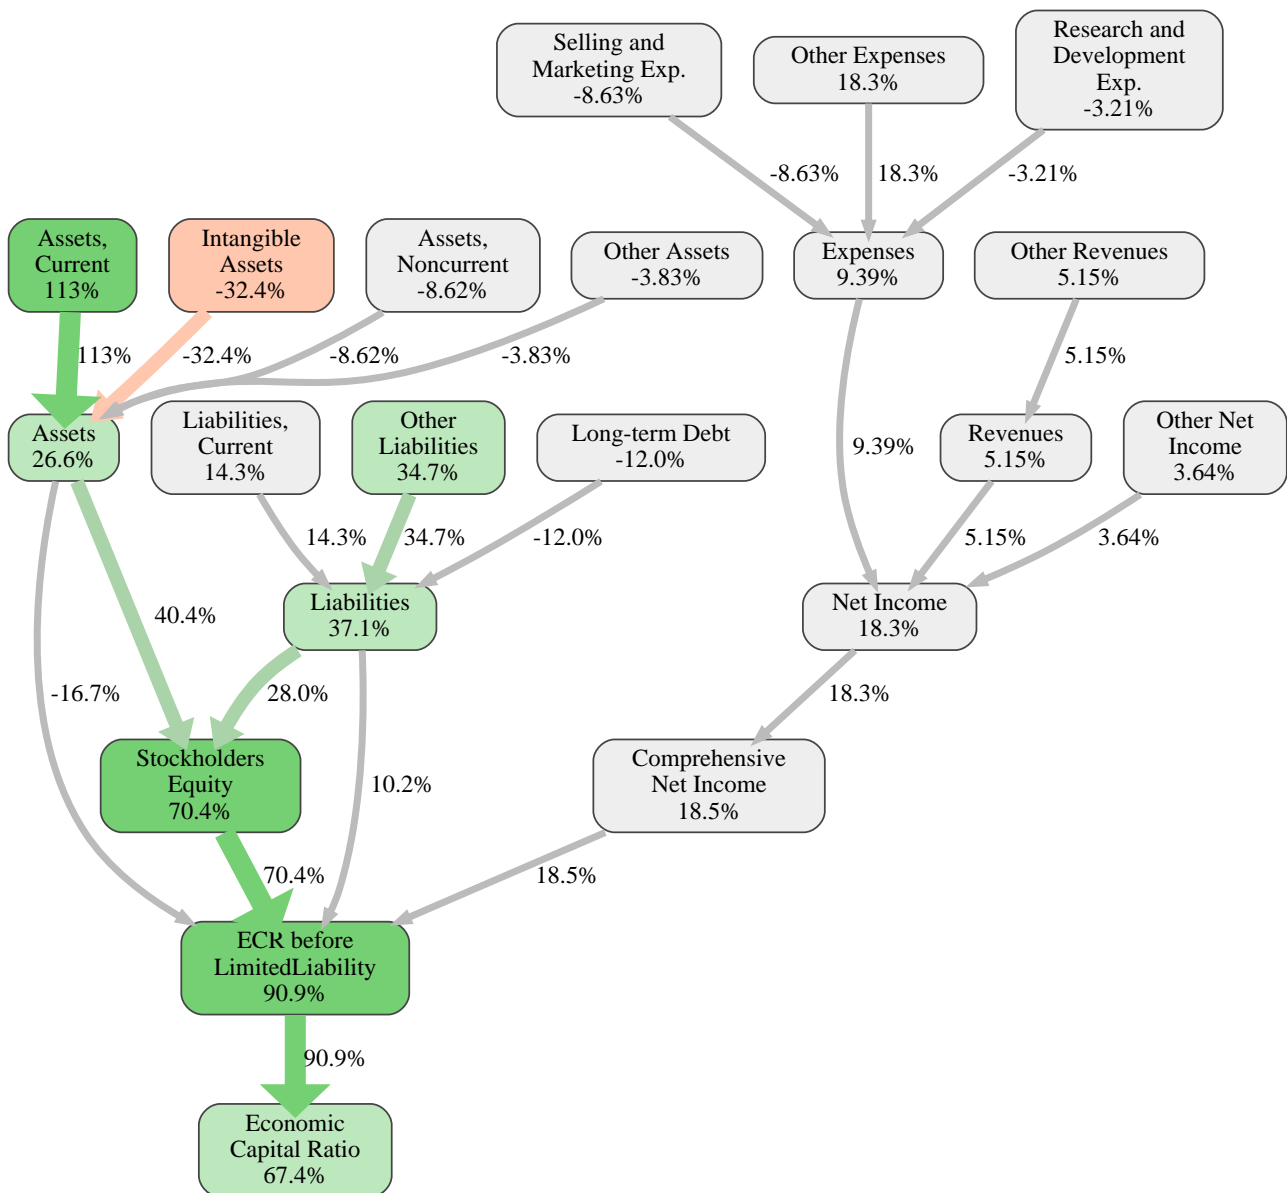 Selling and
Marketing Exp.
-8.63%
Other Expenses
18.3%
Research and
Development
Exp.
-3.21%
-8.63%
18.3%
-3.21%
Assets,
Current
113%
Intangible
Assets
-32.4%
Assets,
Noncurrent
-8.62%
Other Assets
-3.83%
Expenses
9.39%
Other Revenues
5.15%
113%
-32.4%
-8.62%
-3.83%
5.15%
Assets
26.6%
Liabilities,
Current
14.3%
Other
Liabilities
34.7%
Long-term Debt
-12.0%
9.39%
Revenues
5.15%
Other Net
Income
3.64%
14.3%
34.7%
-12.0%
5.15%
3.64%
40.4%
Liabilities
37.1%
Net Income
18.3%
-16.7%
28.0%
18.3%
Stockholders
Equity
70.4%
10.2%
Comprehensive
Net Income
18.5%
70.4%
18.5%
ECR before
LimitedLiability
90.9%
90.9%
Economic
Capital Ratio
67.4%